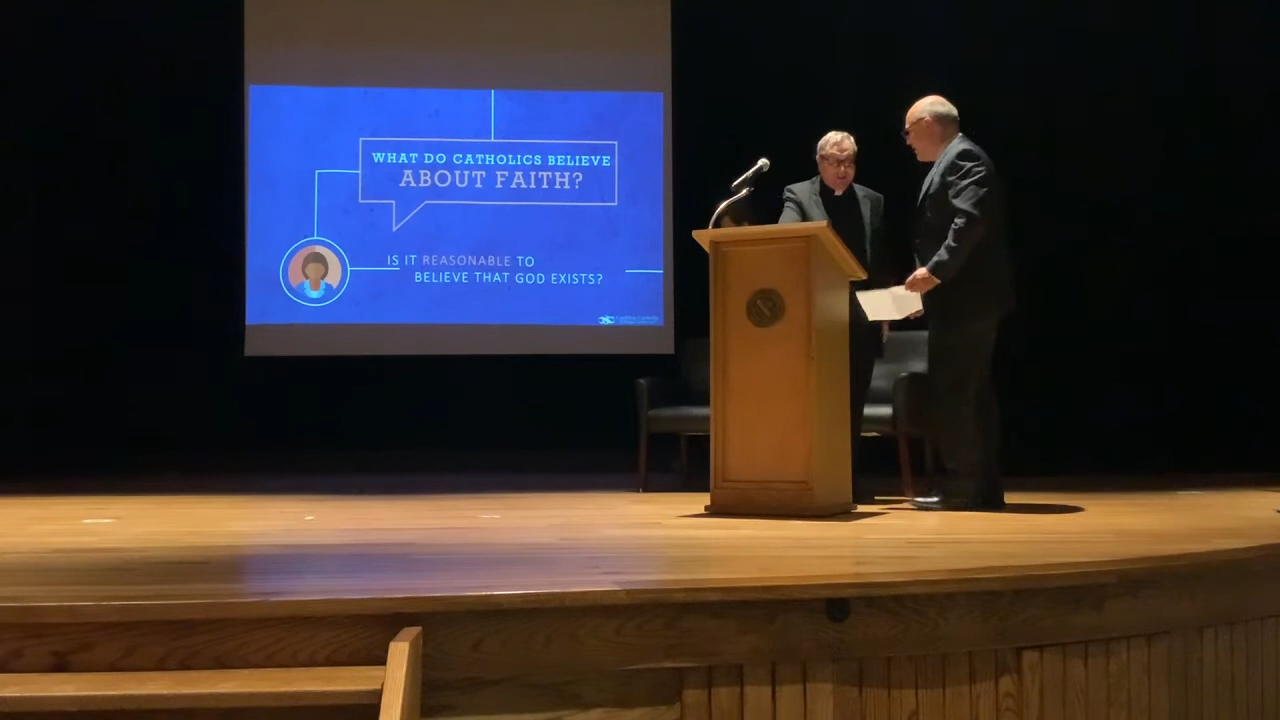 WHAT DO CATHOLICS BELIEVE
ABOUT FAITH?
IS IT REASONABLE TO
BELIEVE THAT GOD EXISTS?